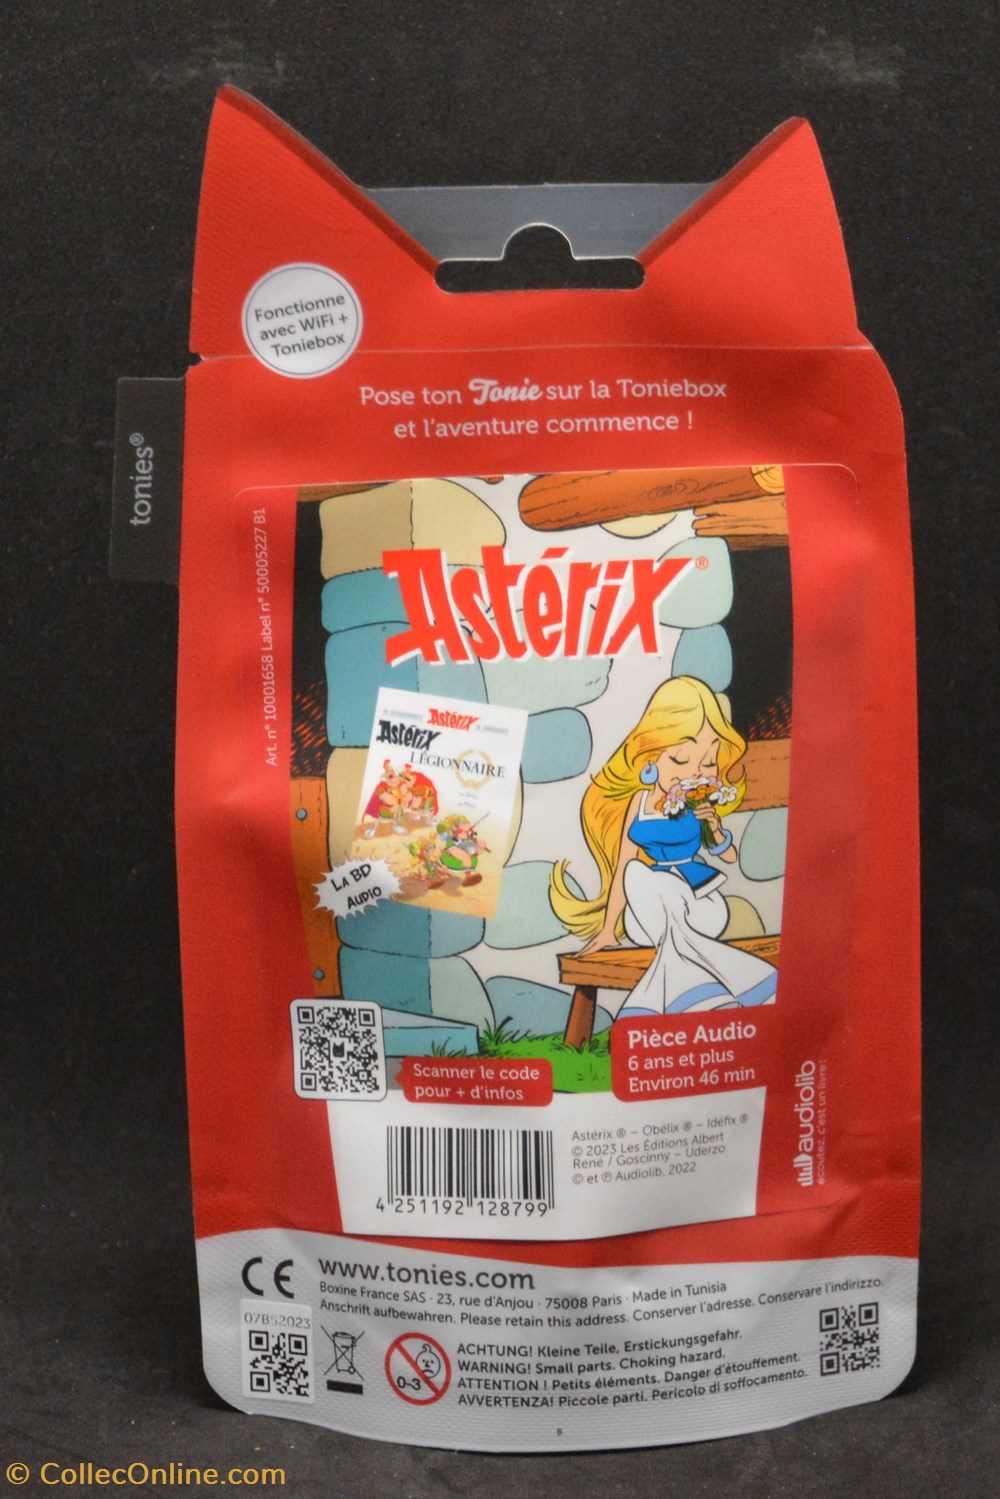 Fonctionne
avec WiFi +
Toniebox
Pose ton Tonie sur la Toniebox
et l'aventure commence !
tonies®
Art. n° 10001658 Label n° 50005227 B1
Astérix®
Astérix
Astérix
LÉGIONNAIRE
LA BD
AUDIO
Scanner le code
pour + d'infos
Pièce Audio
6 ans et plus
Environ 46 min
audiolib
écoutez, c'est un livre!
Astérix ® – Obélix ® – Idéfix ®
© 2023 Les Éditions Albert
René / Goscinny – Uderzo
© et ℗ Audiolib, 2022
4 251192 128799
CE
www.tonies.com
Boxine France SAS · 23, rue d'Anjou · 75008 Paris · Made in Tunisia
Anschrift aufbewahren. Please retain this address. Conserver l'adresse. Conservare l'indirizzo.
07BS2023
0-3
ACHTUNG! Kleine Teile, Erstickungsgefahr.
WARNING! Small parts. Choking hazard.
ATTENTION ! Petits éléments. Danger d'étouffement.
AVVERTENZA! Piccole parti. Pericolo di soffocamento.
© CollecOnline.com